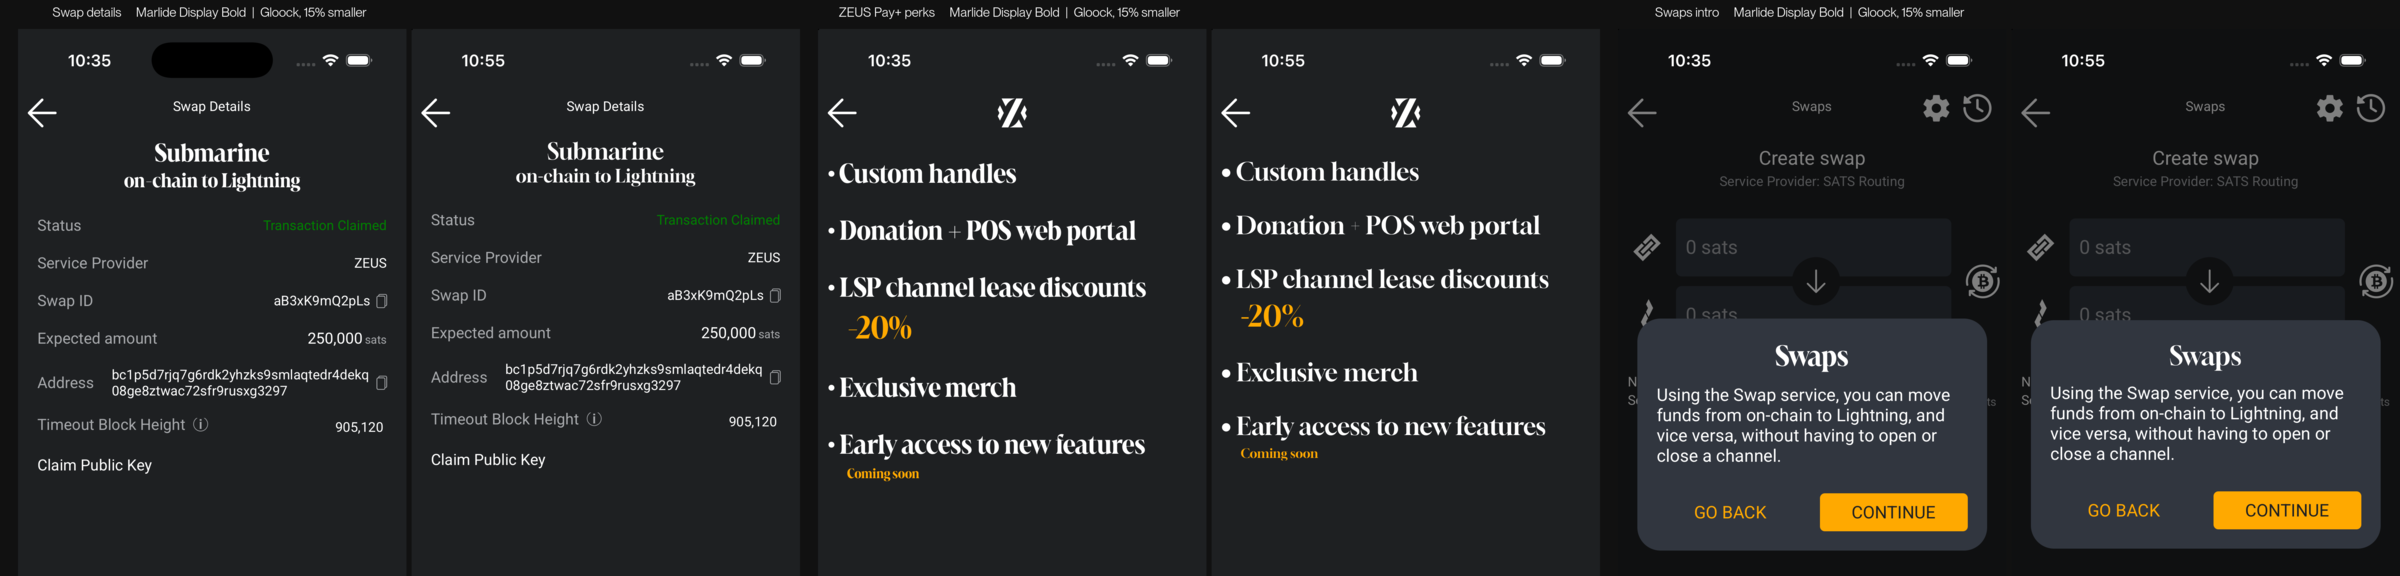 Swap details Marlide Display Bold | Gloock, 15% smaller
10:35
Swap Details
Submarine
on-chain to Lightning
Status Transaction Claimed
Service Provider ZEUS
Swap ID aB3xK9mQ2pLs
Expected amount 250,000 sats
Address bc1p5d7rjq7g6rdk2yhzks9smlaqtedr4dekq
08ge8ztwac72sfr9rusxg3297
Timeout Block Height 905,120
Claim Public Key
10:55
Swap Details
Submarine
on-chain to Lightning
Status Transaction Claimed
Service Provider ZEUS
Swap ID aB3xK9mQ2pLs
Expected amount 250,000 sats
Address bc1p5d7rjq7g6rdk2yhzks9smlaqtedr4dekq
08ge8ztwac72sfr9rusxg3297
Timeout Block Height 905,120
Claim Public Key
ZEUS Pay+ perks Marlide Display Bold | Gloock, 15% smaller
10:35
• Custom handles
• Donation + POS web portal
• LSP channel lease discounts
-20%
• Exclusive merch
• Early access to new features
Coming soon
10:55
• Custom handles
• Donation + POS web portal
• LSP channel lease discounts
-20%
• Exclusive merch
• Early access to new features
Coming soon
Swaps intro Marlide Display Bold | Gloock, 15% smaller
10:35
Swaps
Create swap
Service Provider: SATS Routing
0 sats
0 sats
Swaps
Using the Swap service, you can move
funds from on-chain to Lightning, and
vice versa, without having to open or
close a channel.
GO BACK CONTINUE
10:55
Swaps
Create swap
Service Provider: SATS Routing
0 sats
0 sats
Swaps
Using the Swap service, you can move
funds from on-chain to Lightning, and
vice versa, without having to open or
close a channel.
GO BACK CONTINUE